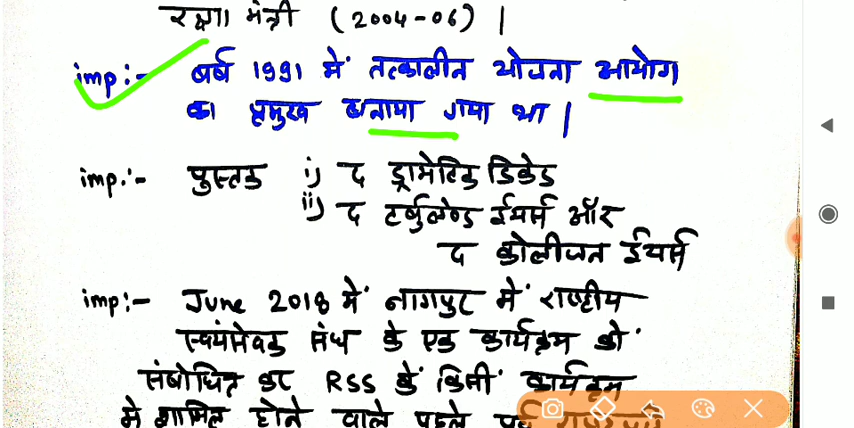 रक्षा मंत्री (2004-06) |
imp:- वर्ष 1991 में तत्कालीन योजना आयोग
का प्रमुख बनाया गया था |
imp:- पुस्तक i) द ड्रामेटिक डिकेड
ii) द टर्बुलेण्ड ईयर्स और
द कोलीजन ईयर्स
imp:- June 2018 में नागपुर में राष्ट्रीय
स्वयंसेवक संघ के एक कार्यक्रम को
संबोधित कर RSS के किसी कार्यक्रम
में शामिल होने वाले पहले पूर्व